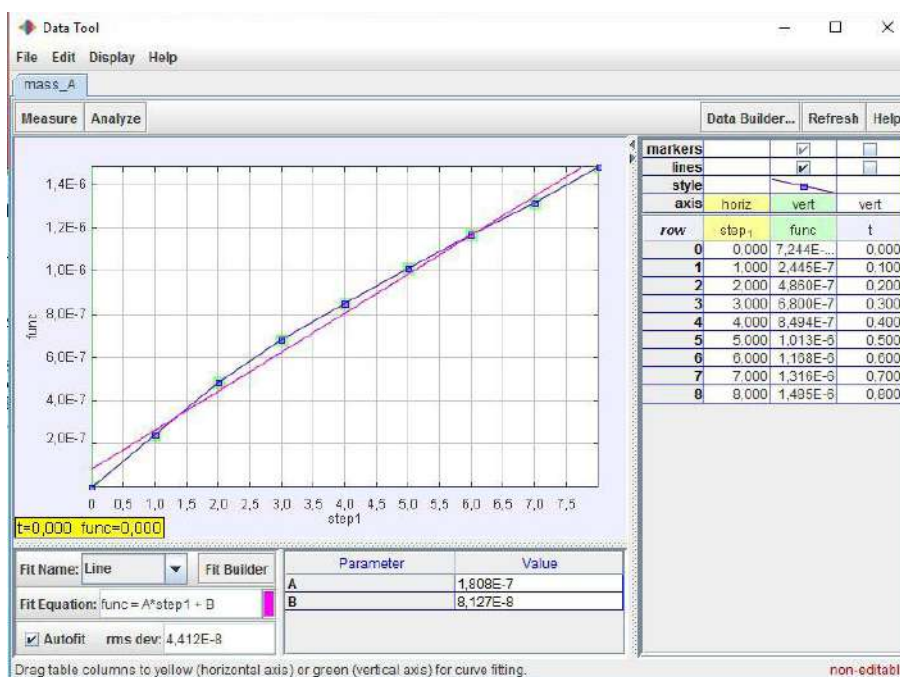 Data Tool
File Edit Display Help
mass_A
Measure Analyze Data Builder... Refresh Help
1,4E-6
1,2E-6
1,0E-6
8,0E-7
6,0E-7
4,0E-7
2,0E-7
func
0 0,5 1,0 1,5 2,0 2,5 3,0 3,5 4,0 4,5 5,0 5,5 6,0 6,5 7,0 7,5
step1
t=0,000 func=0,000
markers
lines
style
axis horiz vert vert
row step1 func t
0 0,000 7,244E-... 0,000
1 1,000 2,445E-7 0,100
2 2,000 4,860E-7 0,200
3 3,000 6,800E-7 0,300
4 4,000 8,494E-7 0,400
5 5,000 1,013E-6 0,500
6 6,000 1,168E-6 0,600
7 7,000 1,316E-6 0,700
8 8,000 1,485E-6 0,800
Fit Name: Line Fit Builder
Fit Equation: func = A*step1 + B
Autofit rms dev: 4,412E-8
Parameter Value
A 1,808E-7
B 8,127E-8
Drag table columns to yellow (horizontal axis) or green (vertical axis) for curve fitting. non-editabl